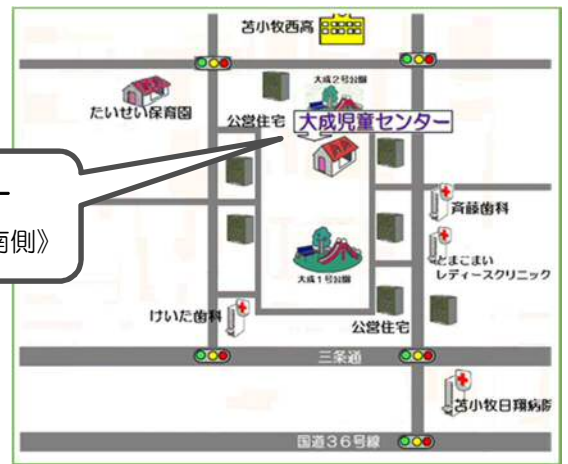 苫小牧西高
大成2号公園
たいせい保育園
公営住宅
大成児童センター
ー
南側》
斉藤歯科
とまこまい
レディースクリニック
大成1号公園
けいた歯科
公営住宅
三条通
苫小牧日翔病院
国道36号線